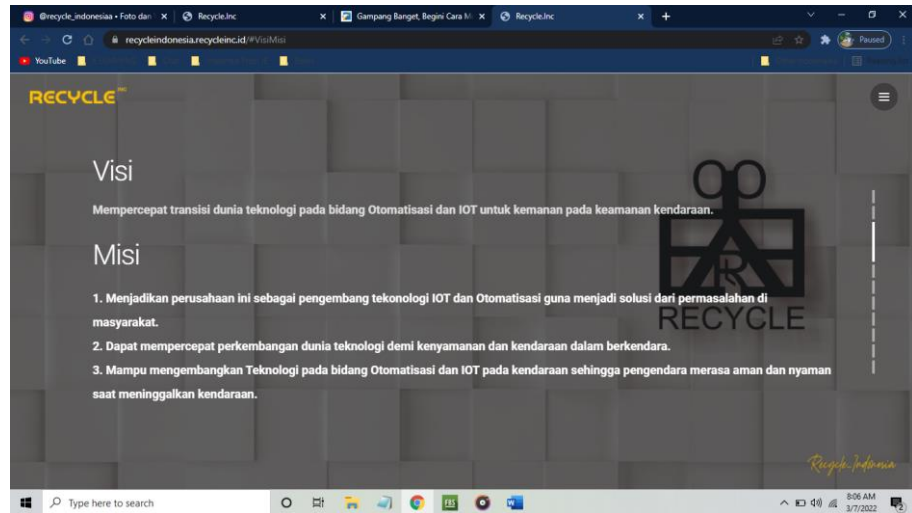 @recycle_indonesiaa • Foto dan
Recycle.Inc
Gampang Banget, Begini Cara M
Recycle.Inc
recycleindonesia.recycleinc.id/#VisiMisi
Paused
YouTube
RECYCLE
Visi
Mempercepat transisi dunia teknologi pada bidang Otomatisasi dan IOT untuk kemanan pada keamanan kendaraan.
Misi
1. Menjadikan perusahaan ini sebagai pengembang tekonologi IOT dan Otomatisasi guna menjadi solusi dari permasalahan di
masyarakat.
2. Dapat mempercepat perkembangan dunia teknologi demi kenyamanan dan kendaraan dalam berkendara.
3. Mampu mengembangkan Teknologi pada bidang Otomatisasi dan IOT pada kendaraan sehingga pengendara merasa aman dan nyaman
saat meninggalkan kendaraan.
R
RECYCLE
Recycle_Indonesia
Type here to search
FBS
8:06 AM
3/7/2022